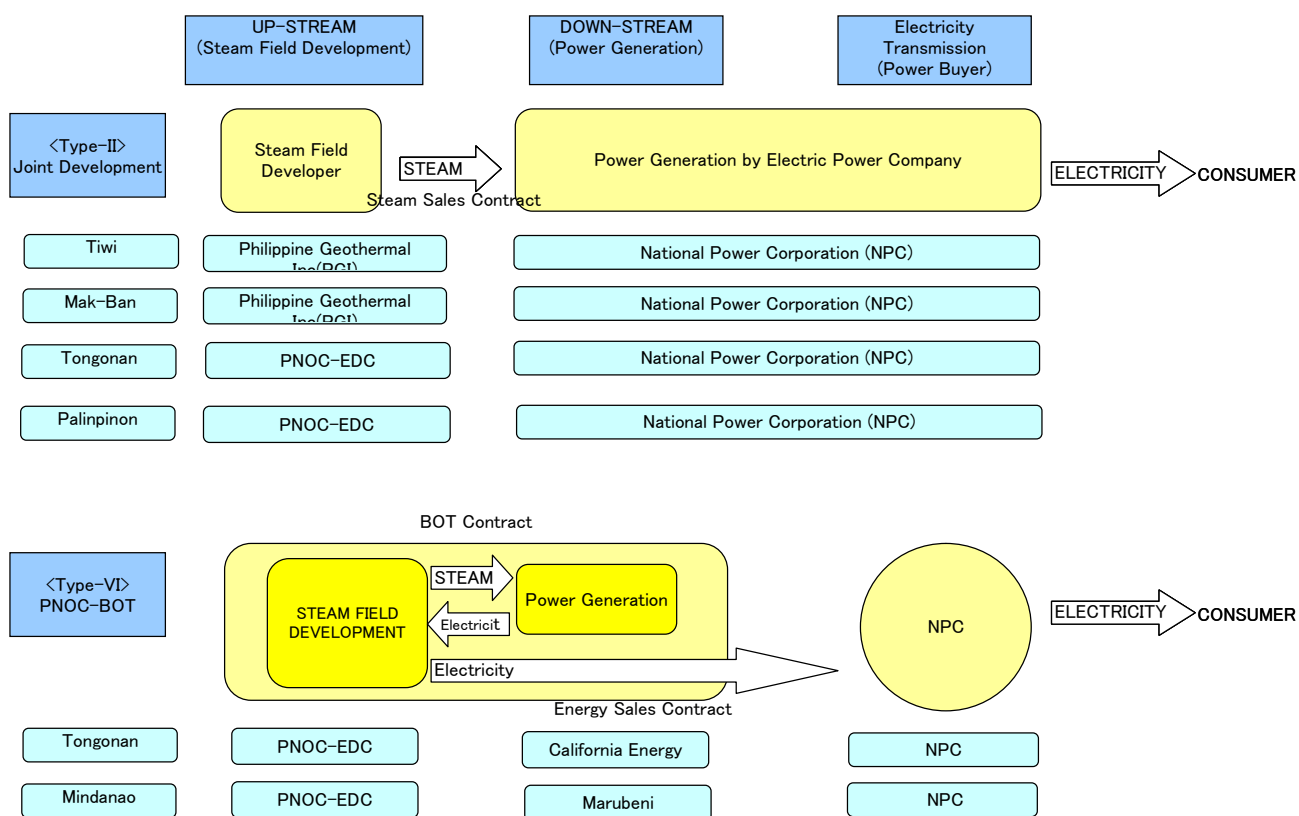 UP-STREAM
(Steam Field Development)
DOWN-STREAM
(Power Generation)
Electricity
Transmission
(Power Buyer)
<Type-II>
Joint Development
Steam Field
Developer
STEAM
Steam Sales Contract
Power Generation by Electric Power Company
ELECTRICITY
CONSUMER
Tiwi
Philippine Geothermal
Inc(PGI)
National Power Corporation (NPC)
Mak-Ban
Philippine Geothermal
Inc(PGI)
National Power Corporation (NPC)
Tongonan
PNOC-EDC
National Power Corporation (NPC)
Palinpinon
PNOC-EDC
National Power Corporation (NPC)
BOT Contract
<Type-VI>
PNOC-BOT
STEAM FIELD
DEVELOPMENT
STEAM
Electricit
Power Generation
Electricity
Energy Sales Contract
NPC
ELECTRICITY
CONSUMER
Tongonan
PNOC-EDC
California Energy
NPC
Mindanao
PNOC-EDC
Marubeni
NPC